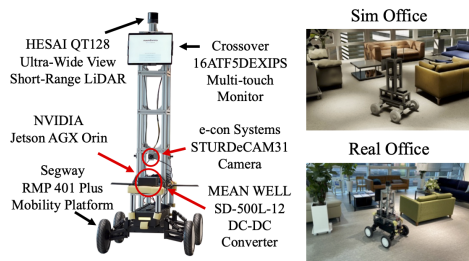 HESAI QT128
Ultra-Wide View
Short-Range LiDAR
Crossover
16ATF5DEXIPS
Multi-touch
Monitor
NVIDIA
Jetson AGX Orin
e-con Systems
STURDeCAM31
Camera
Segway
RMP 401 Plus
Mobility Platform
MEAN WELL
SD-500L-12
DC-DC
Converter
Sim Office
Real Office